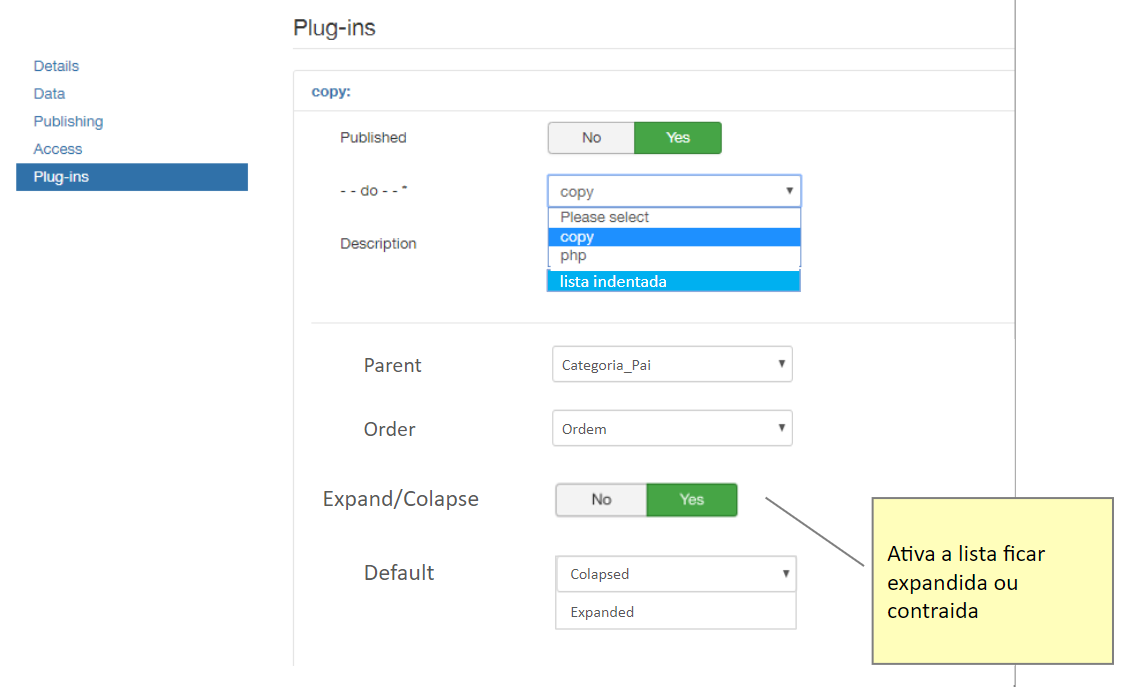 Plug-ins
Details
Data
Publishing
Access
Plug-ins
copy:
Published
No
Yes
- - do - - *
copy
Please select
copy
php
lista indentada
Description
Parent
Categoria_Pai
Order
Ordem
Expand/Colapse
No
Yes
Default
Colapsed
Expanded
Ativa a lista ficar
expandida ou
contraida